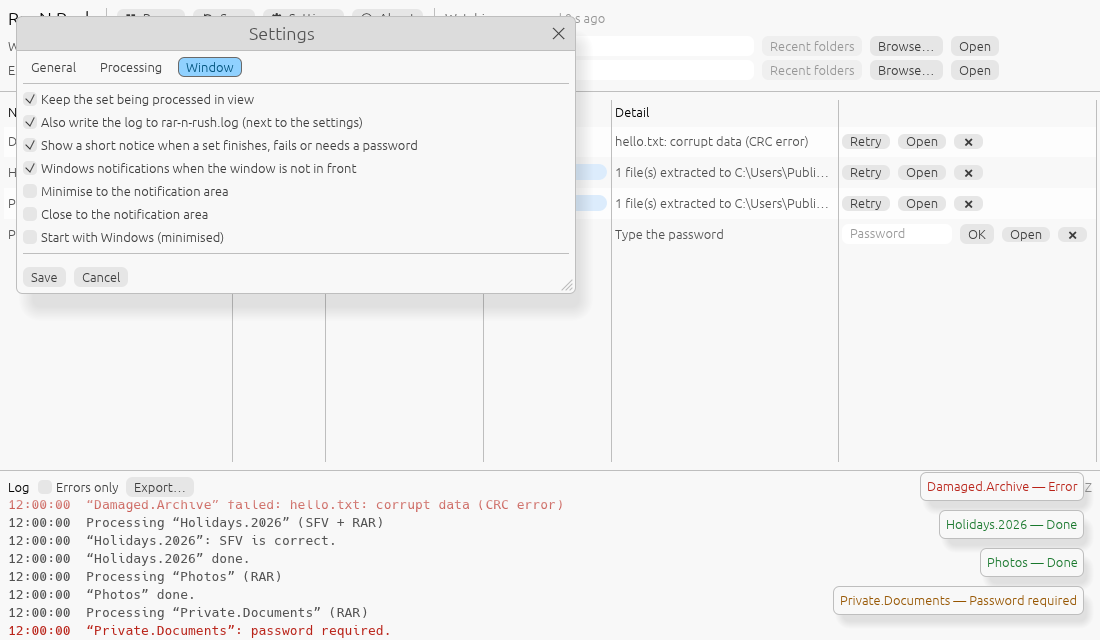 Settings
s ago
General Processing Window
Recent folders Browse... Open
Recent folders Browse... Open
Keep the set being processed in view
Also write the log to rar-n-rush.log (next to the settings)
Show a short notice when a set finishes, fails or needs a password
Windows notifications when the window is not in front
Minimise to the notification area
Close to the notification area
Start with Windows (minimised)
Save Cancel
Detail
hello.txt: corrupt data (CRC error) Retry Open ×
1 file(s) extracted to C:\Users\Publi... Retry Open ×
1 file(s) extracted to C:\Users\Publi... Retry Open ×
Type the password Password OK Open ×
Log Errors only Export...
12:00:00 “Damaged.Archive” failed: hello.txt: corrupt data (CRC error)
12:00:00 Processing “Holidays.2026” (SFV + RAR)
12:00:00 “Holidays.2026”: SFV is correct.
12:00:00 “Holidays.2026” done.
12:00:00 Processing “Photos” (RAR)
12:00:00 “Photos” done.
12:00:00 Processing “Private.Documents” (RAR)
12:00:00 “Private.Documents”: password required.
Damaged.Archive — Error
Holidays.2026 — Done
Photos — Done
Private.Documents — Password required